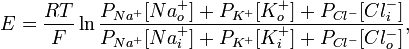 E = \frac{RT}{F} \ln \frac{P_{Na^+}[Na_o^+] + P_{K^+}[K_o^+] + P_{Cl^-}[Cl_i^-]}{P_{Na^+}[Na_i^+] + P_{K^+}[K_i^+] + P_{Cl^-}[Cl_o^-]},